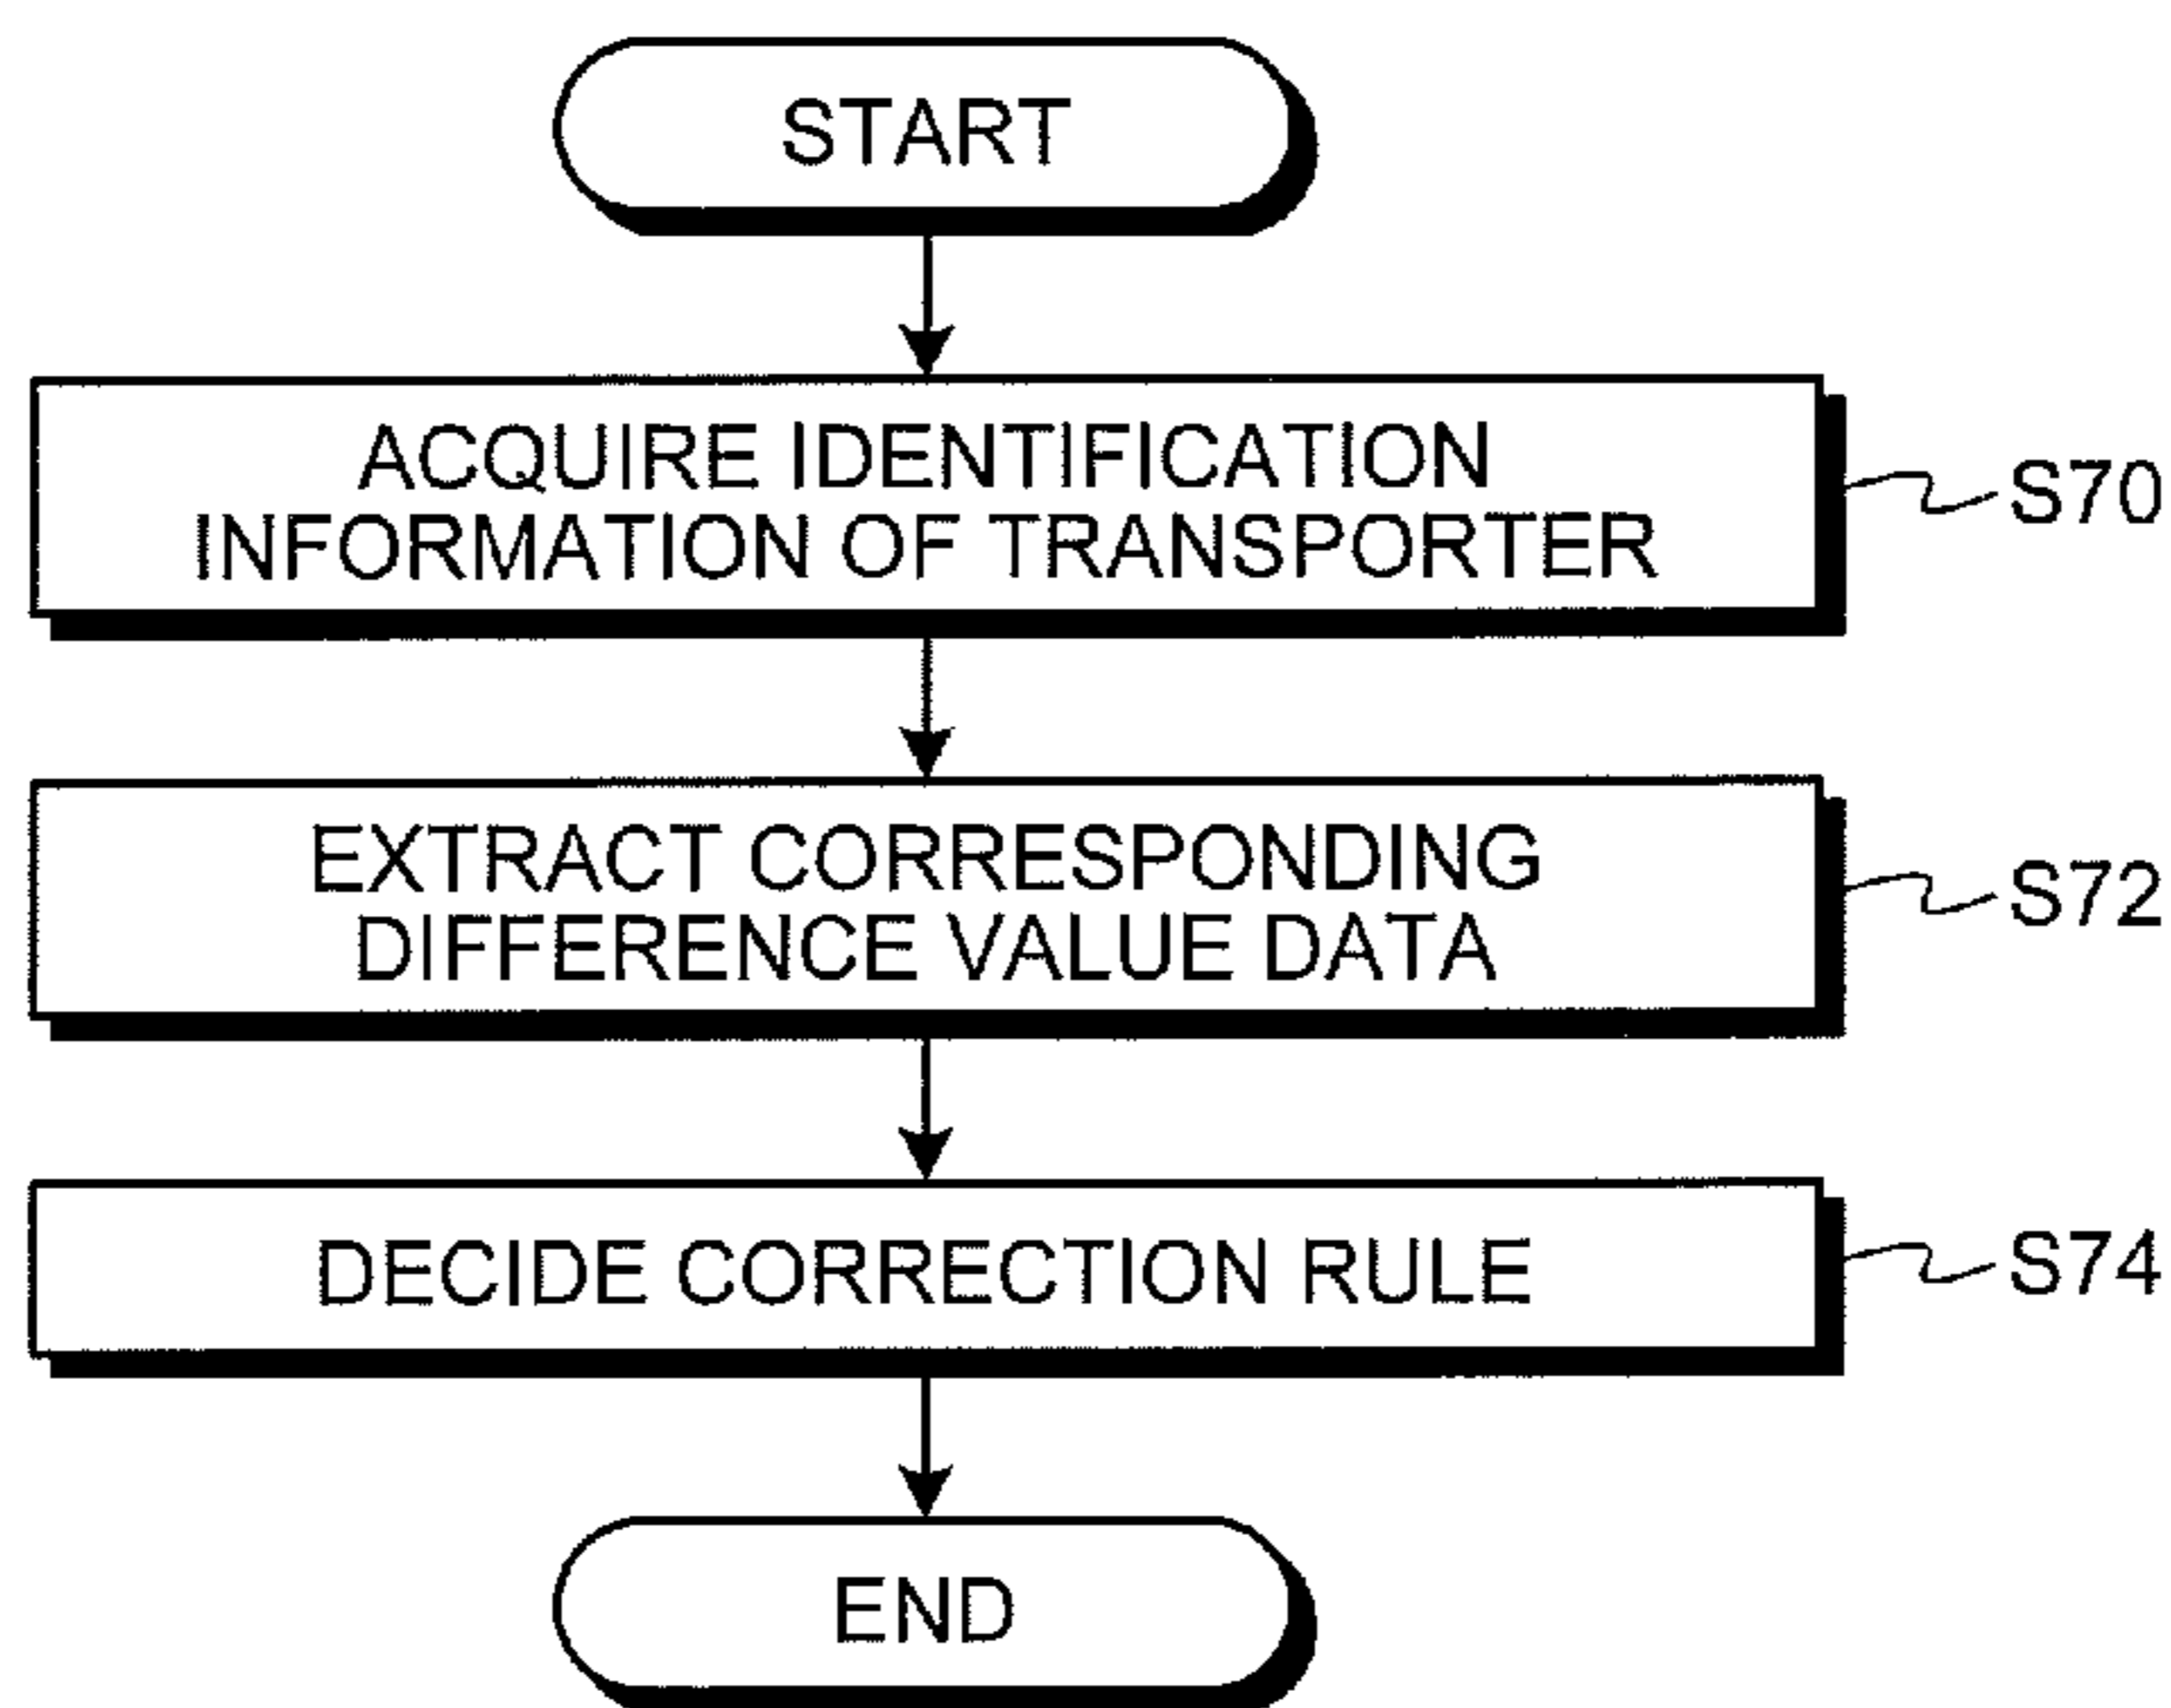 START
ACQUIRE IDENTIFICATION
INFORMATION OF TRANSPORTER
S70
EXTRACT CORRESPONDING
DIFFERENCE VALUE DATA
S72
DECIDE CORRECTION RULE
S74
END